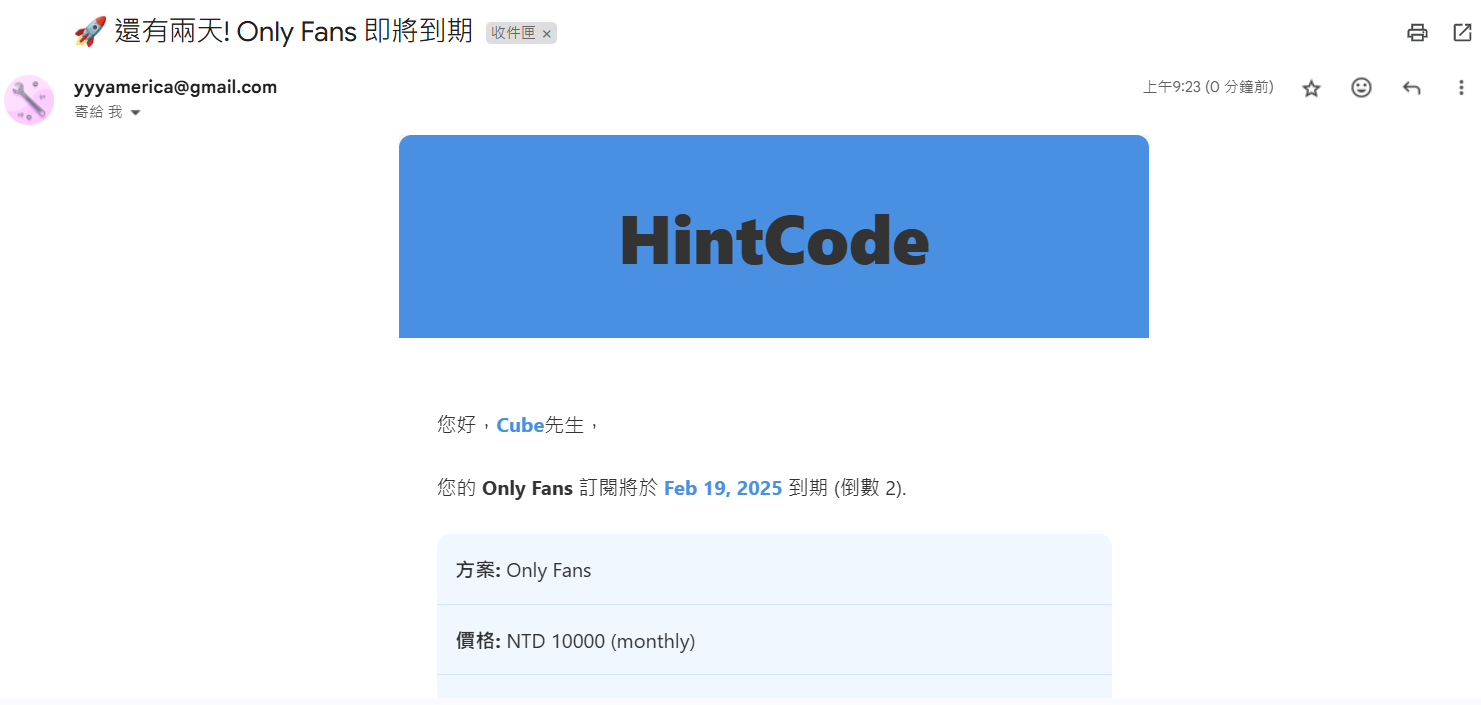 🚀 還有兩天! Only Fans 即將到期 收件匣 ×
yyyamerica@gmail.com
上午9:23 (0 分鐘前)
寄給 我
HintCode
您好，Cube先生，
您的 Only Fans 訂閱將於 Feb 19, 2025 到期 (倒數 2).
方案: Only Fans
價格: NTD 10000 (monthly)